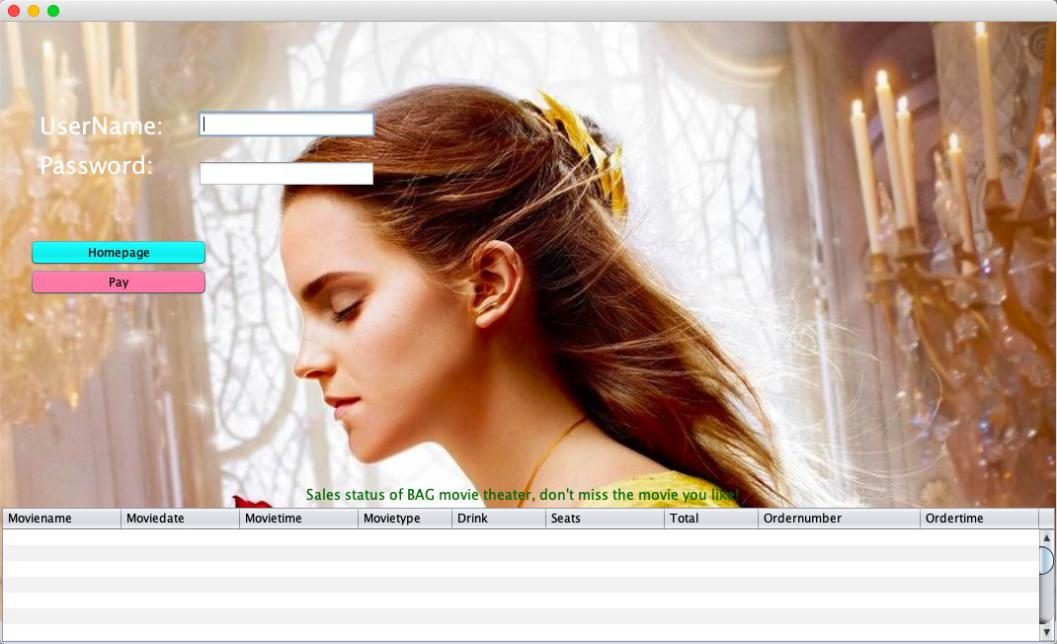 UserName:
Password:
Homepage
Pay
Sales status of BAG movie theater, don't miss the movie you like!
Moviename Moviedate Movietime Movietype Drink Seats Total Ordernumber Ordertime